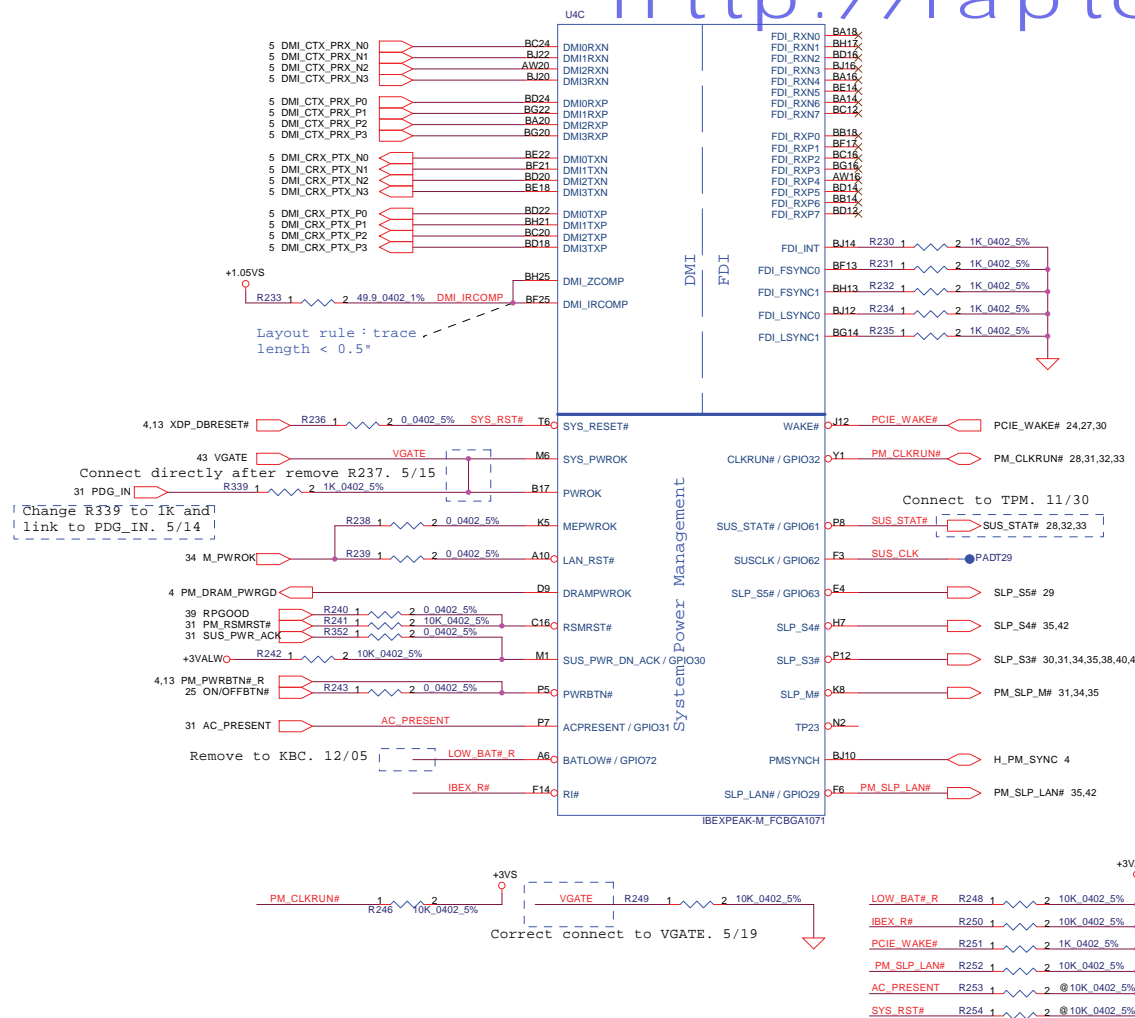 http://lapto
U4C
5 DMI_CTX_PRX_N0 BC24 DMI0RXN
5 DMI_CTX_PRX_N1 BJ22 DMI1RXN
5 DMI_CTX_PRX_N2 AW20 DMI2RXN
5 DMI_CTX_PRX_N3 BJ20 DMI3RXN
5 DMI_CTX_PRX_P0 BD24 DMI0RXP
5 DMI_CTX_PRX_P1 BG22 DMI1RXP
5 DMI_CTX_PRX_P2 BA20 DMI2RXP
5 DMI_CTX_PRX_P3 BG20 DMI3RXP
5 DMI_CRX_PTX_N0 BE22 DMI0TXN
5 DMI_CRX_PTX_N1 BF21 DMI1TXN
5 DMI_CRX_PTX_N2 BD20 DMI2TXN
5 DMI_CRX_PTX_N3 BE18 DMI3TXN
5 DMI_CRX_PTX_P0 BD22 DMI0TXP
5 DMI_CRX_PTX_P1 BH21 DMI1TXP
5 DMI_CRX_PTX_P2 BC20 DMI2TXP
5 DMI_CRX_PTX_P3 BD18 DMI3TXP
+1.05VS
BH25 DMI_ZCOMP
R233 1 2 49.9_0402_1% DMI_IRCOMP BF25 DMI_IRCOMP
Layout rule:trace
length < 0.5"
DMI
FDI
FDI_RXN0 BA18
FDI_RXN1 BH17
FDI_RXN2 BD16
FDI_RXN3 BJ16
FDI_RXN4 BA16
FDI_RXN5 BE14
FDI_RXN6 BA14
FDI_RXN7 BC12
FDI_RXP0 BB18
FDI_RXP1 BF17
FDI_RXP2 BC16
FDI_RXP3 BG16
FDI_RXP4 AW16
FDI_RXP5 BD14
FDI_RXP6 BB14
FDI_RXP7 BD12
FDI_INT BJ14 R230 1 2 1K_0402_5%
FDI_FSYNC0 BF13 R231 1 2 1K_0402_5%
FDI_FSYNC1 BH13 R232 1 2 1K_0402_5%
FDI_LSYNC0 BJ12 R234 1 2 1K_0402_5%
FDI_LSYNC1 BG14 R235 1 2 1K_0402_5%
4,13 XDP_DBRESET# R236 1 2 0_0402_5% SYS_RST# T6 SYS_RESET#
43 VGATE VGATE M6 SYS_PWROK
Connect directly after remove R237. 5/15
31 PDG_IN R339 1 2 1K_0402_5% B17 PWROK
Change R339 to 1K and
link to PDG_IN. 5/14
R238 1 2 0_0402_5% K5 MEPWROK
34 M_PWROK R239 1 2 0_0402_5% A10 LAN_RST#
4 PM_DRAM_PWRGD D9 DRAMPWROK
39 RPGOOD R240 1 2 0_0402_5%
31 PM_RSMRST# R241 1 2 10K_0402_5% C16 RSMRST#
31 SUS_PWR_ACK R352 1 2 0_0402_5%
+3VALW R242 1 2 10K_0402_5% M1 SUS_PWR_DN_ACK / GPIO30
4,13 PM_PWRBTN#_R
25 ON/OFFBTN# R243 1 2 0_0402_5% P5 PWRBTN#
31 AC_PRESENT AC_PRESENT P7 ACPRESENT / GPIO31
Remove to KBC. 12/05 LOW_BAT#_R A6 BATLOW# / GPIO72
IBEX_R# F14 RI#
System Power Management
WAKE# J12 PCIE_WAKE# PCIE_WAKE# 24,27,30
CLKRUN# / GPIO32 Y1 PM_CLKRUN# PM_CLKRUN# 28,31,32,33
Connect to TPM. 11/30
SUS_STAT# / GPIO61 P8 SUS_STAT# SUS_STAT# 28,32,33
SUSCLK / GPIO62 F3 SUS_CLK PADT29
SLP_S5# / GPIO63 E4 SLP_S5# 29
SLP_S4# H7 SLP_S4# 35,42
SLP_S3# P12 SLP_S3# 30,31,34,35,38,40,4
SLP_M# K8 PM_SLP_M# 31,34,35
TP23 N2
PMSYNCH BJ10 H_PM_SYNC 4
SLP_LAN# / GPIO29 F6 PM_SLP_LAN# PM_SLP_LAN# 35,42
IBEXPEAK-M_FCBGA1071
+3VS
PM_CLKRUN# 1 2
R246 10K_0402_5%
VGATE R249 1 2 10K_0402_5%
Correct connect to VGATE. 5/19
+3V
LOW_BAT#_R R248 1 2 10K_0402_5%
IBEX_R# R250 1 2 10K_0402_5%
PCIE_WAKE# R251 1 2 1K_0402_5%
PM_SLP_LAN# R252 1 2 10K_0402_5%
AC_PRESENT R253 1 2 @10K_0402_5%
SYS_RST# R254 1 2 @10K_0402_5%